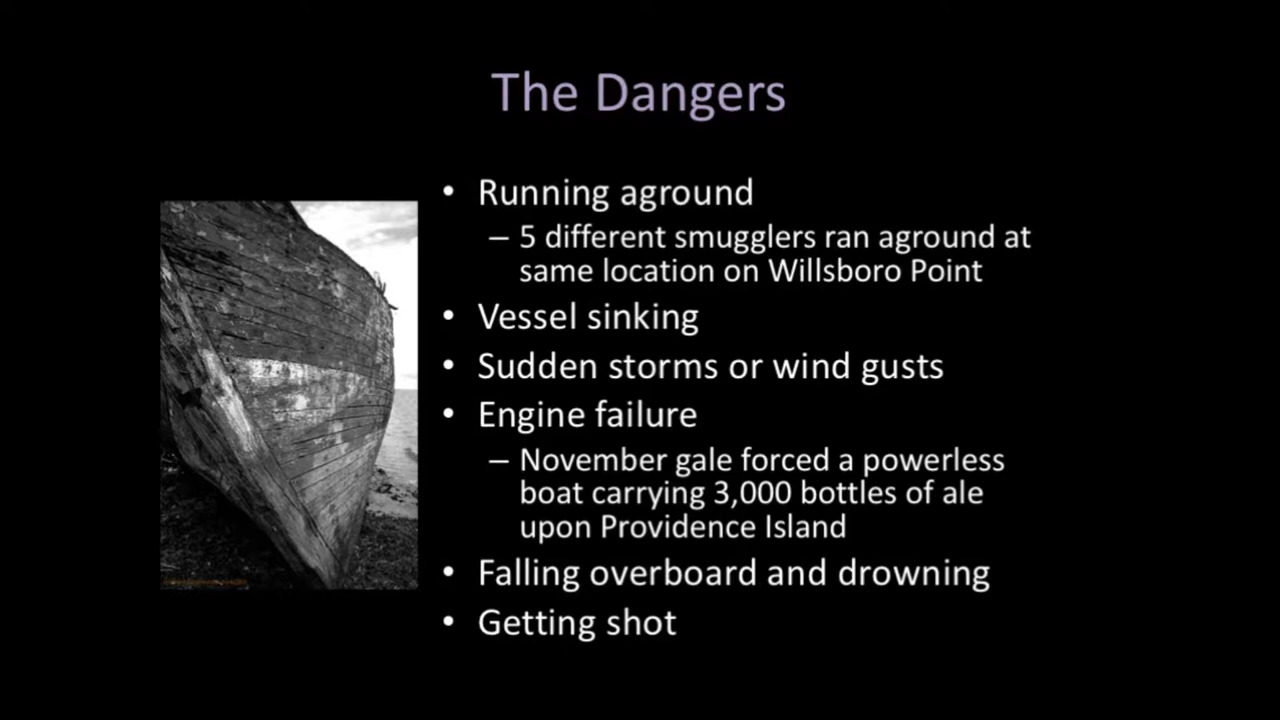 The Dangers
• Running aground
– 5 different smugglers ran aground at
same location on Willsboro Point
• Vessel sinking
• Sudden storms or wind gusts
• Engine failure
– November gale forced a powerless
boat carrying 3,000 bottles of ale
upon Providence Island
• Falling overboard and drowning
• Getting shot